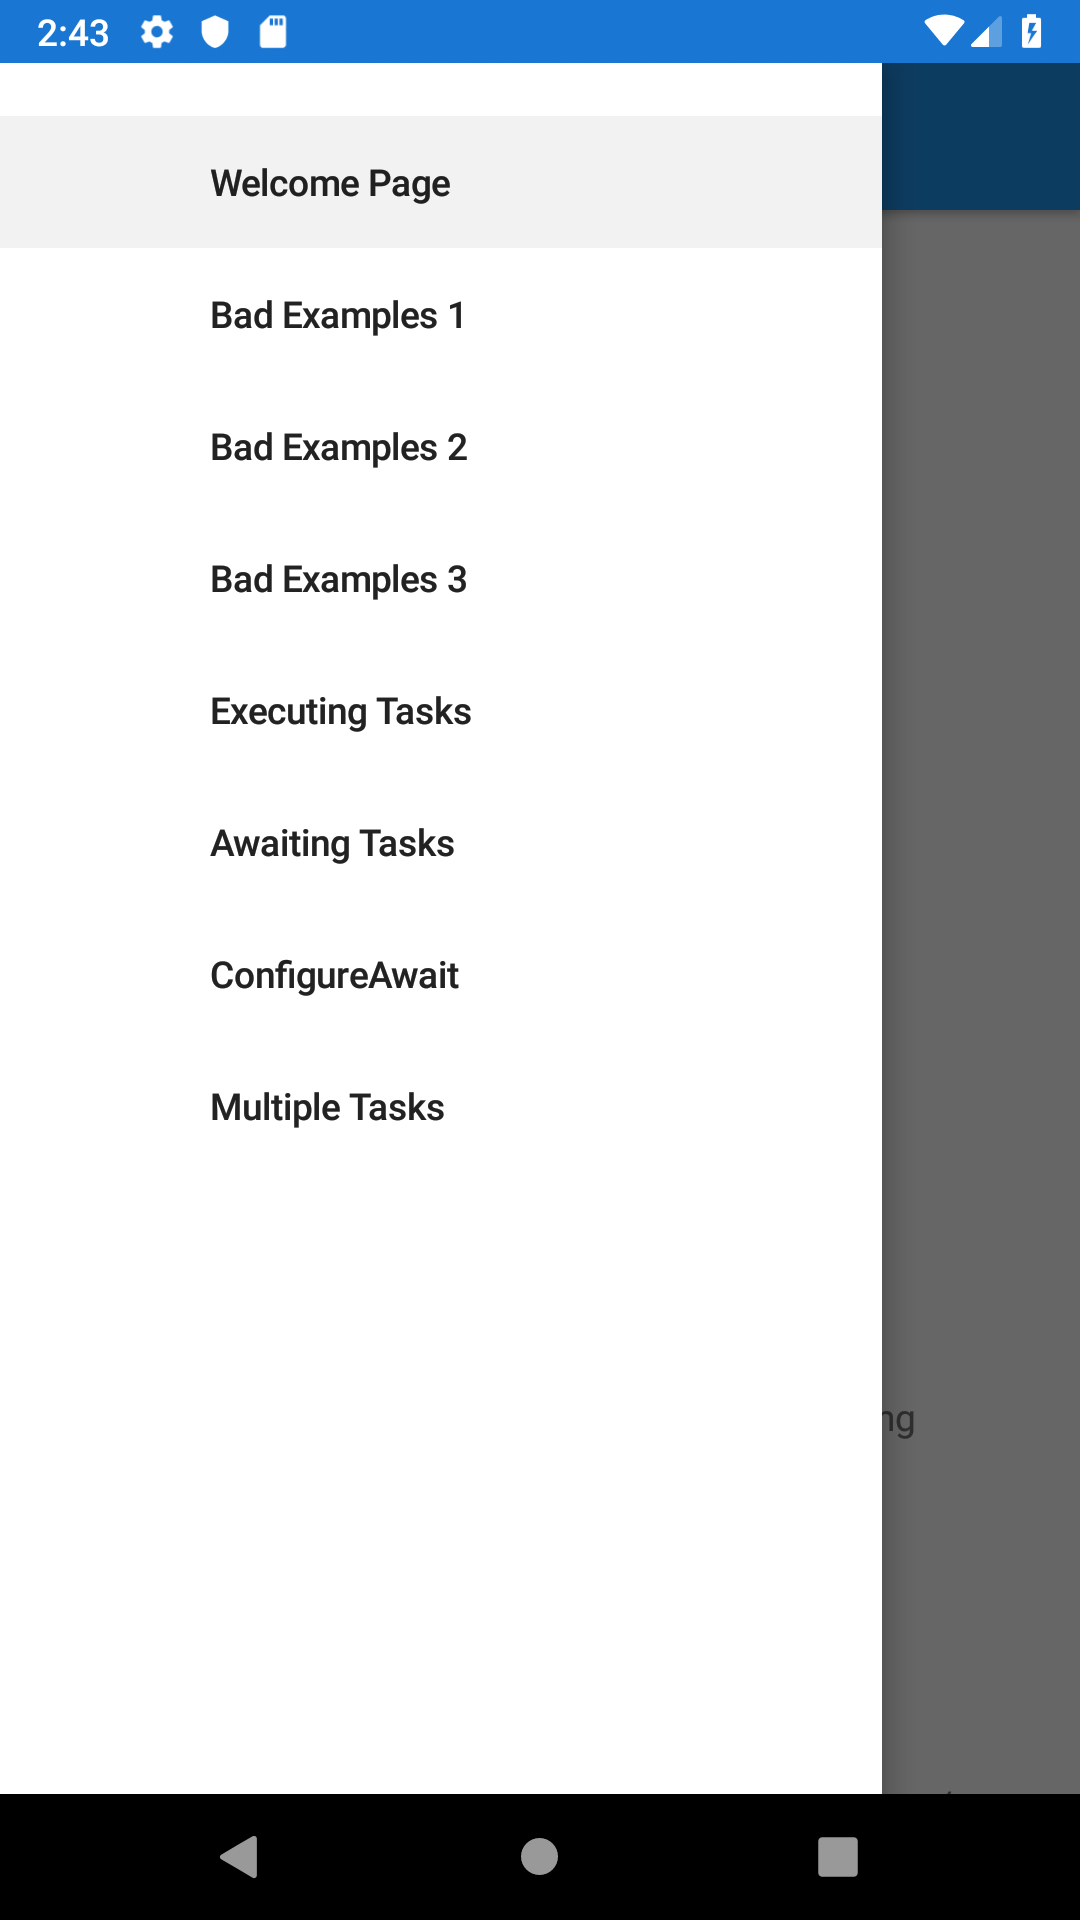 2:43
Welcome Page
Bad Examples 1
Bad Examples 2
Bad Examples 3
Executing Tasks
Awaiting Tasks
ConfigureAwait
Multiple Tasks
ng